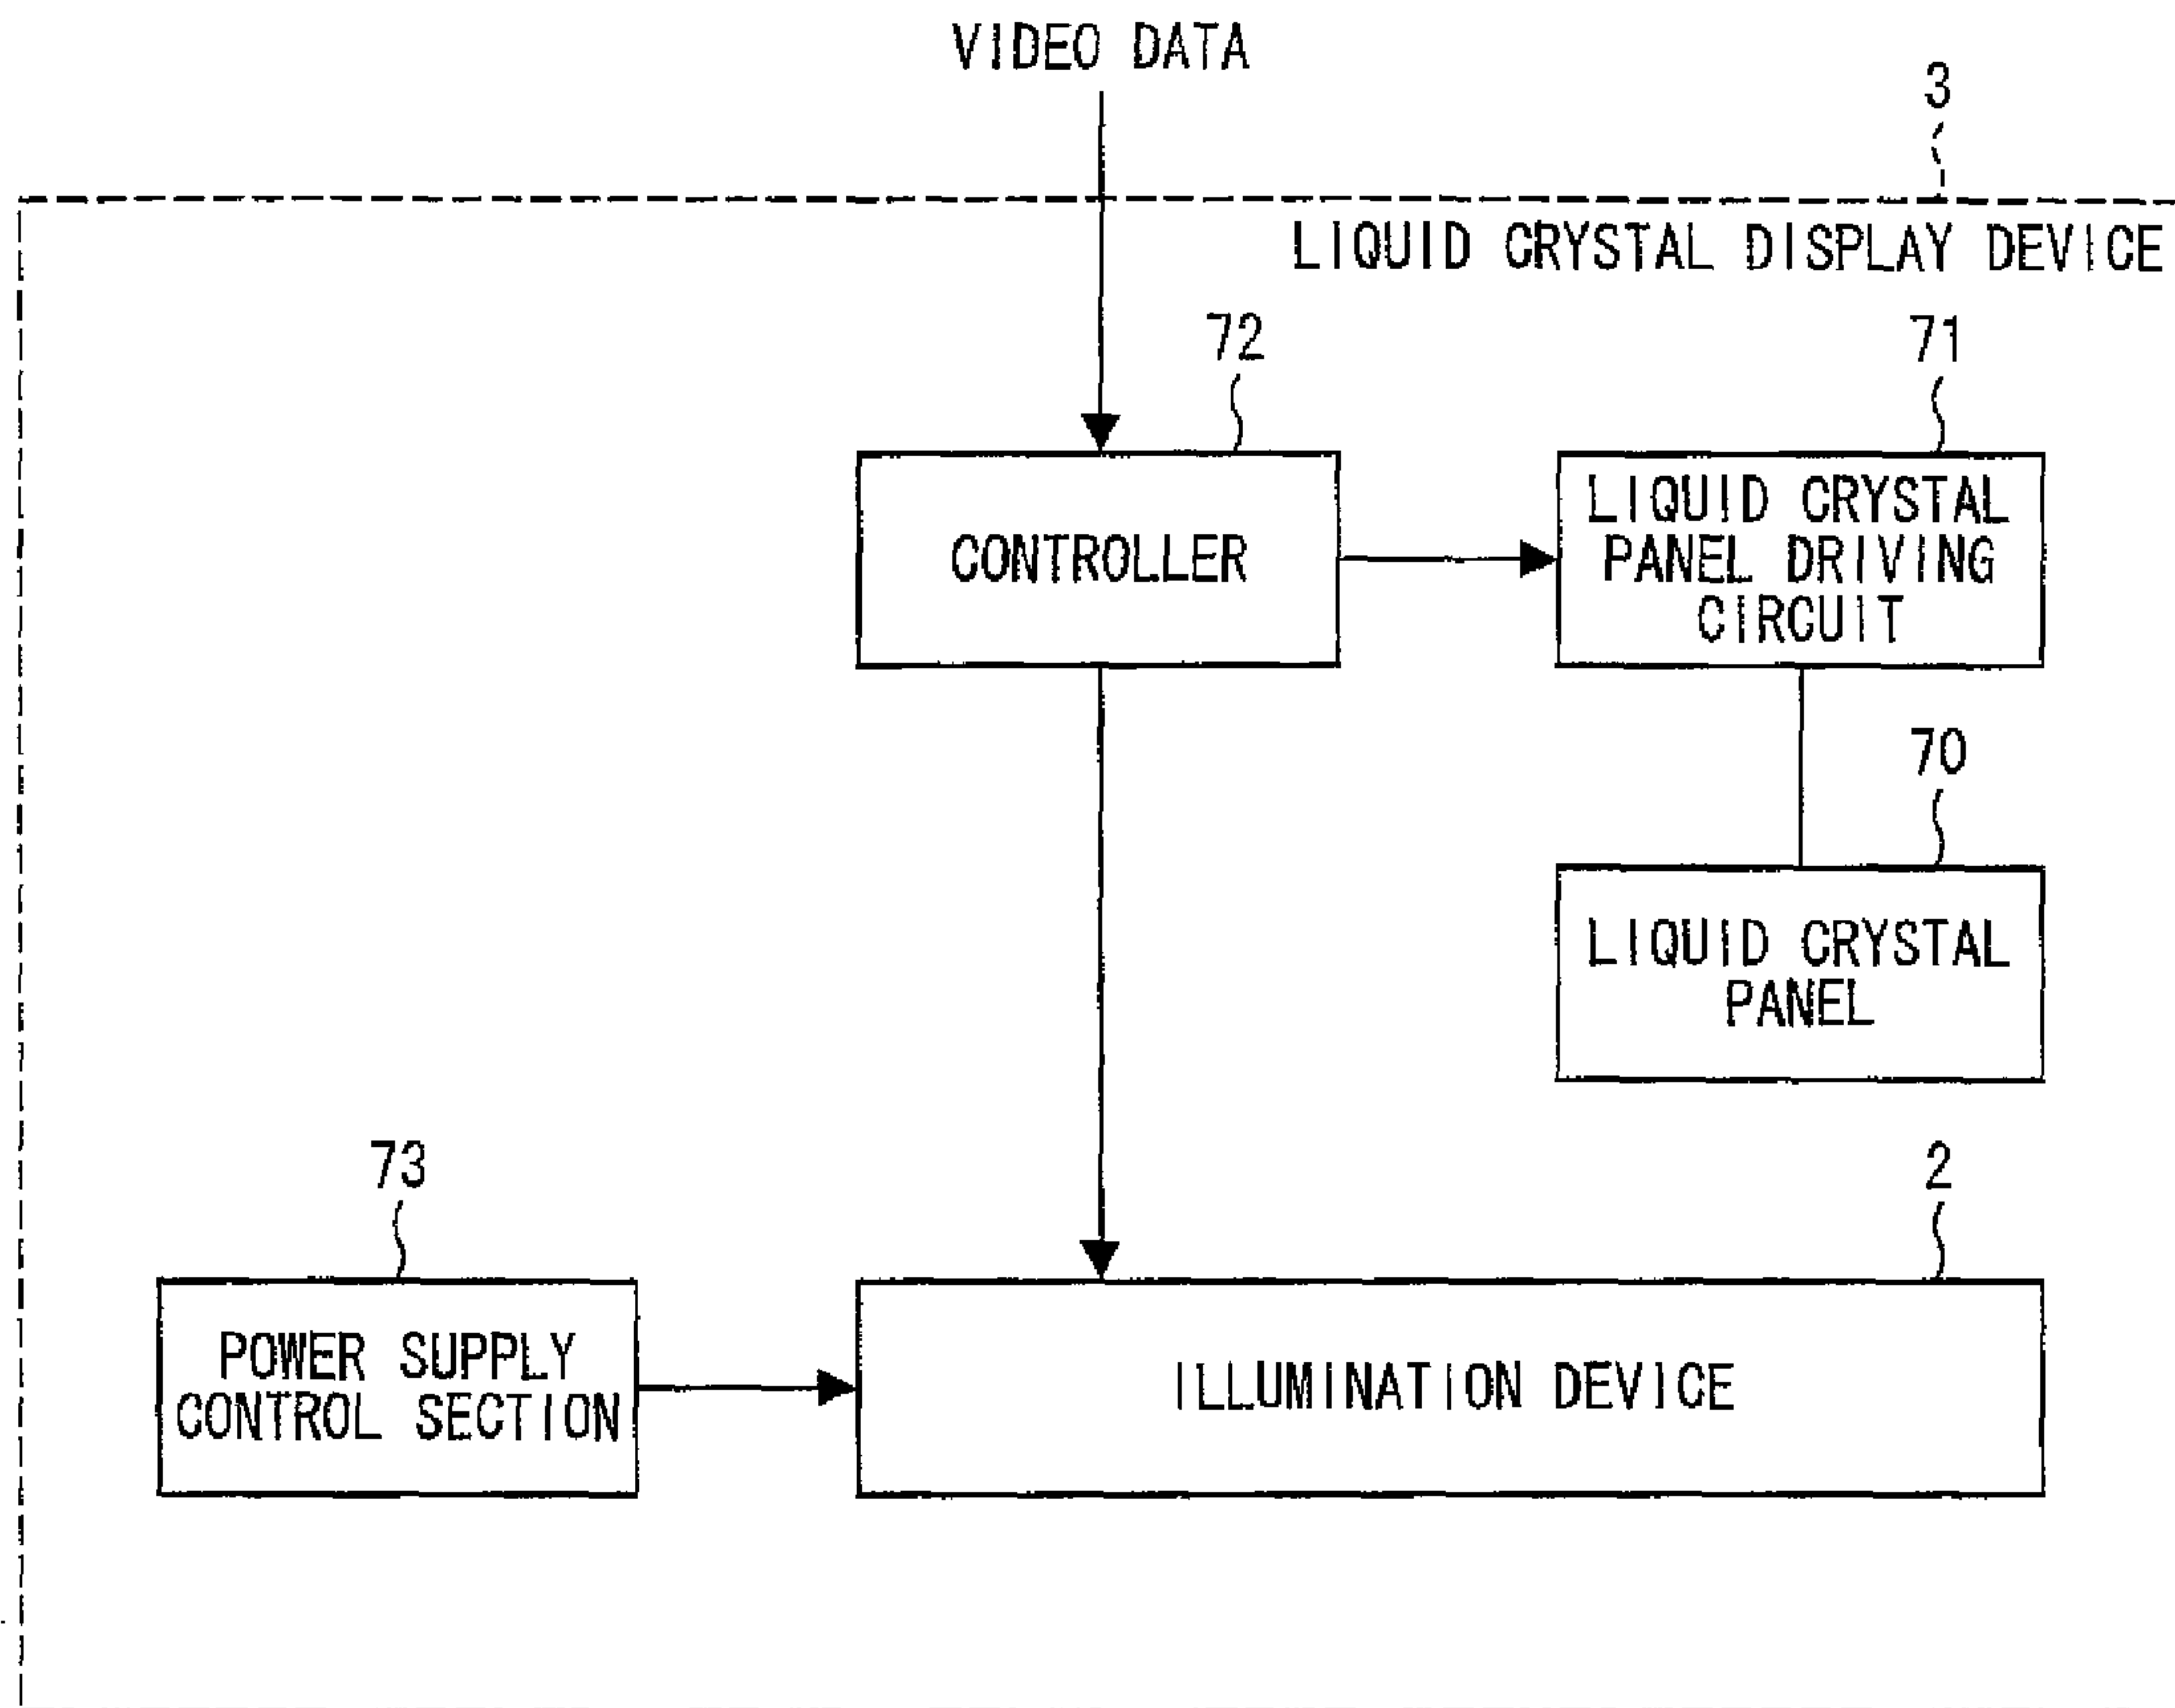 VIDEO DATA
3
LIQUID CRYSTAL DISPLAY DEVICE
72
71
CONTROLLER
LIQUID CRYSTAL
PANEL DRIVING
CIRCUIT
70
LIQUID CRYSTAL
PANEL
73
2
POWER SUPPLY
CONTROL SECTION
ILLUMINATION DEVICE